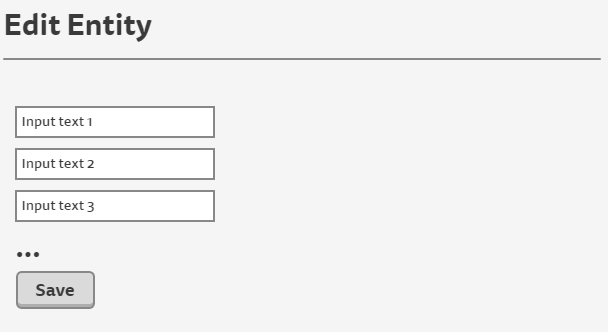 Edit Entity
Input text 1
Input text 2
Input text 3
...
Save